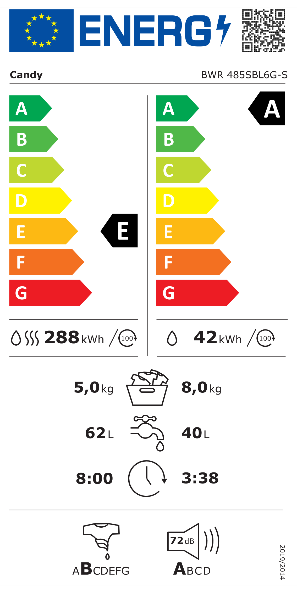 ENERG
Candy BWR 485SBL6G-S
A A A
B B
C C
D D
E E E
F F
G G
288 kWh /100 42 kWh /100
5,0 kg 8,0 kg
62 L 40 L
8:00 3:38
72 dB
ABCDEFG ABCD
2019/2014